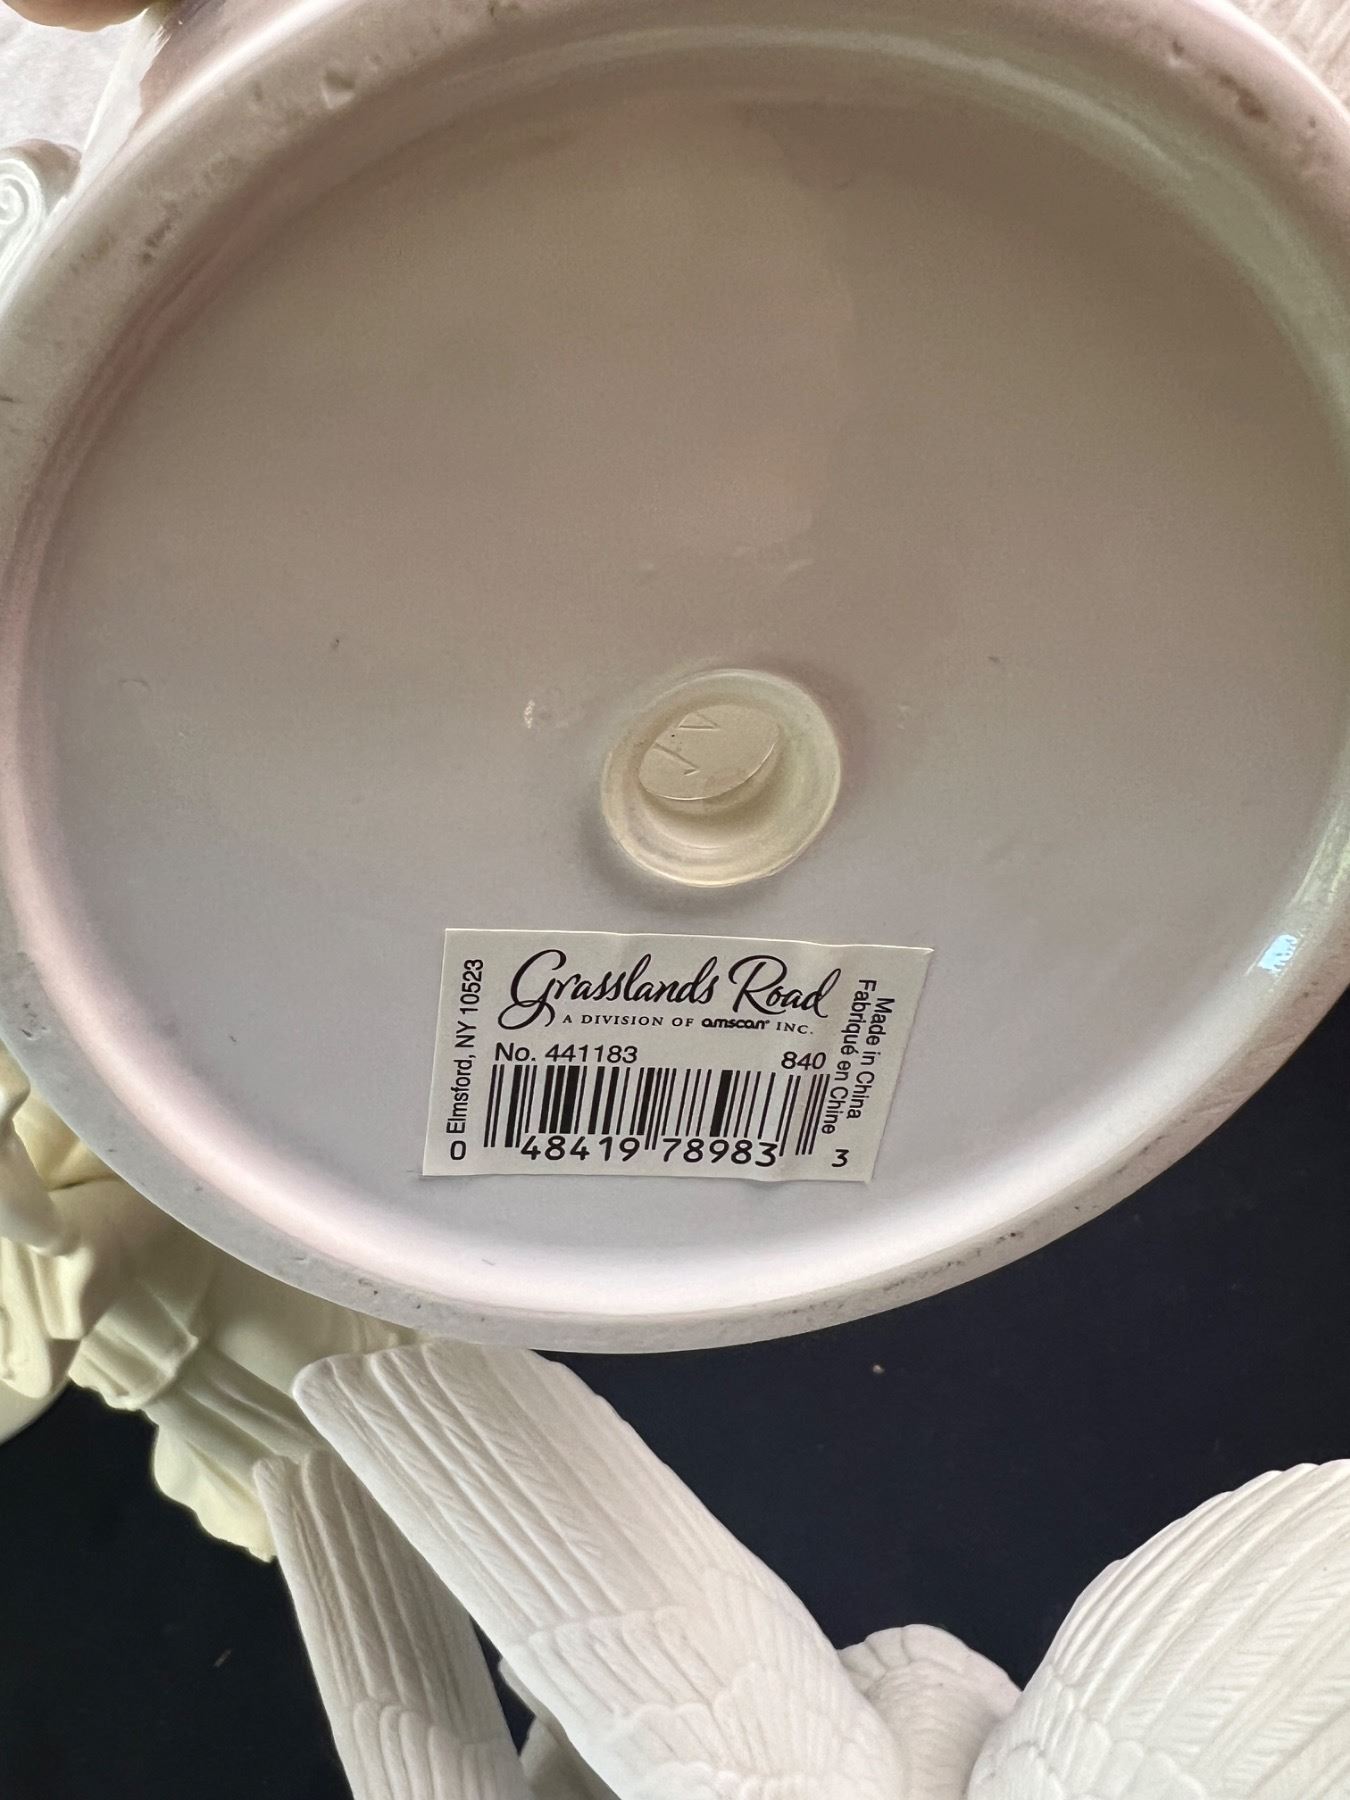 Grasslands Road
A DIVISION OF amscan® INC.
No. 441183 840
0 48419 78983 3
Elmsford, NY 10523
Made in China
Fabriqué en Chine